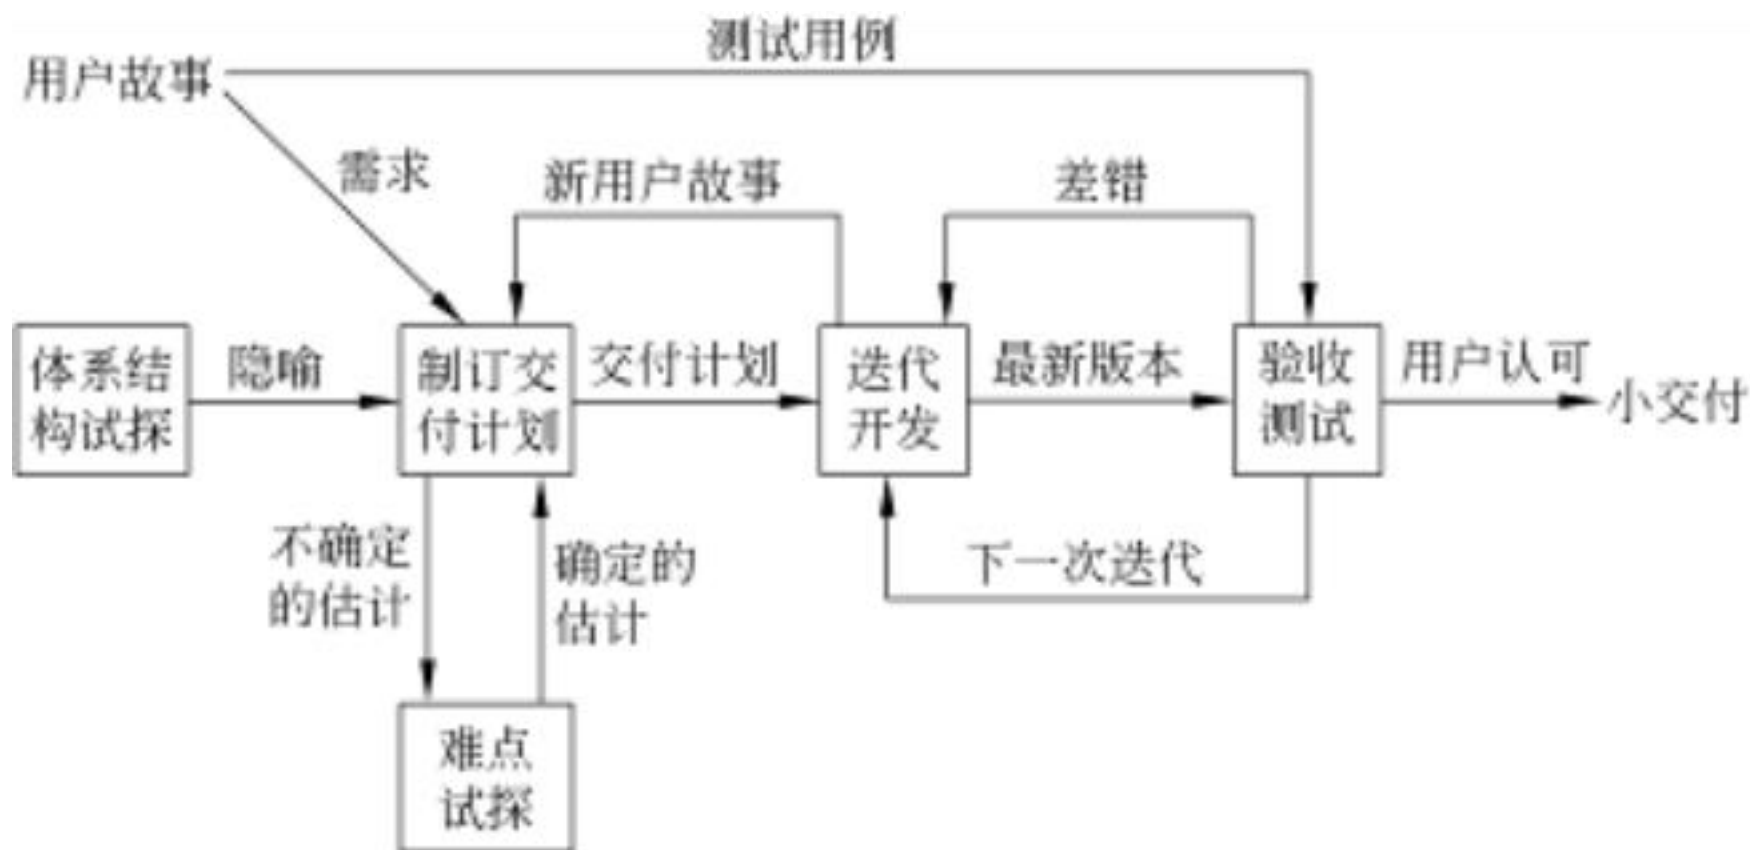 测试用例
用户故事
需求
新用户故事
差错
体系结
构试探
隐喻
制订交
付计划
交付计划
迭代
开发
最新版本
验收
测试
用户认可
小交付
不确定
的估计
确定的
估计
下一次迭代
难点
试探